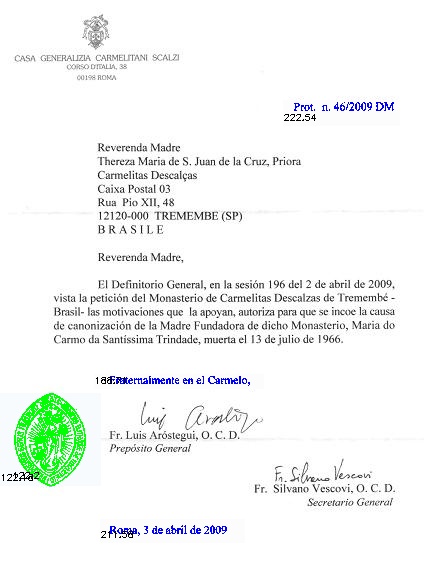 CASA GENERALIZIA CARMELITANI SCALZI
CORSO D'ITALIA, 38
00198 ROMA
Prot. n. 46/2009 DM
222.54
Reverenda Madre
Thereza Maria de S. Juan de la Cruz, Priora
Carmelitas Descalças
Caixa Postal 03
Rua Pio XII, 48
12120-000 TREMEMBE (SP)
B R A S I L E
Reverenda Madre,
El Definitorio General, en la sesión 196 del 2 de abril de 2009,
vista la petición del Monasterio de Carmelitas Descalzas de Tremembé -
Brasil- las motivaciones que la apoyan, autoriza para que se incoe la causa
de canonización de la Madre Fundadora de dicho Monasterio, Maria do
Carmo da Santíssima Trindade, muerta el 13 de julio de 1966.
Fraternalmente en el Carmelo,
Luis Aróstegui
Fr. Luis Aróstegui, O. C. D.
Prepósito General
Fr. Silvano Vescovi
Fr. Silvano Vescovi, O. C. D.
Secretario General
Roma, 3 de abril de 2009